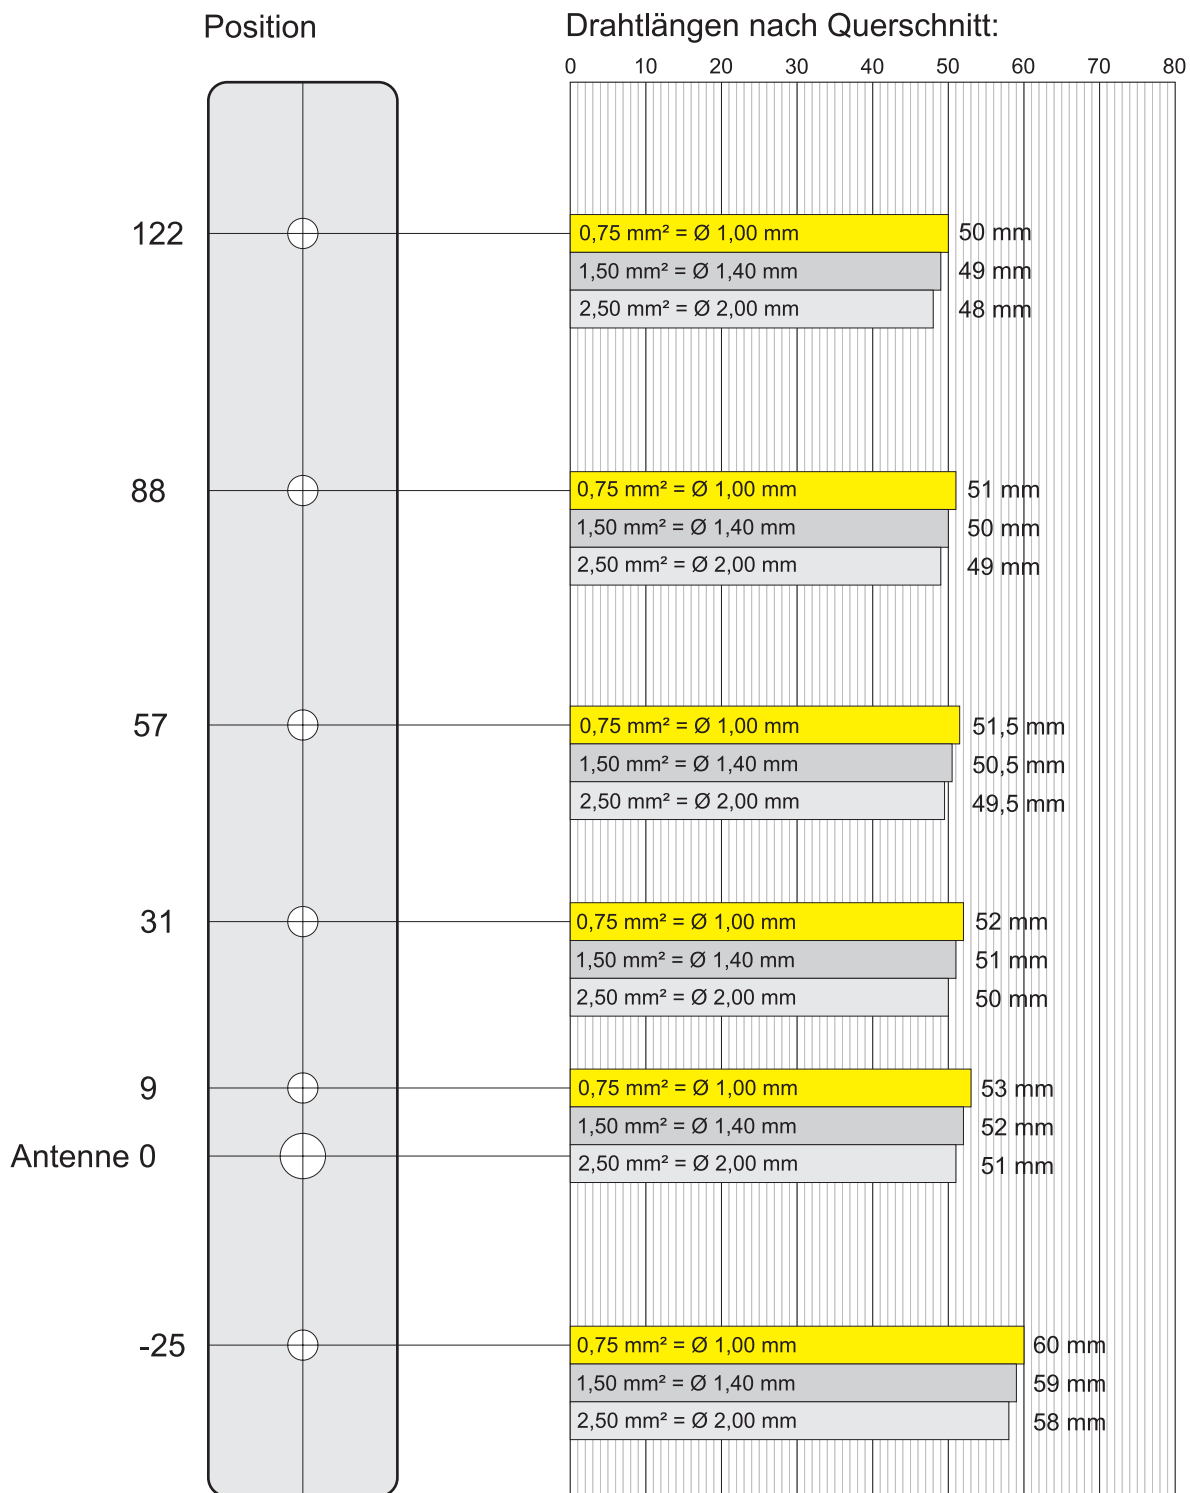 Position
Drahtlängen nach Querschnitt:
0 10 20 30 40 50 60 70 80
122
0,75 mm² = Ø 1,00 mm 50 mm
1,50 mm² = Ø 1,40 mm 49 mm
2,50 mm² = Ø 2,00 mm 48 mm
88
0,75 mm² = Ø 1,00 mm 51 mm
1,50 mm² = Ø 1,40 mm 50 mm
2,50 mm² = Ø 2,00 mm 49 mm
57
0,75 mm² = Ø 1,00 mm 51,5 mm
1,50 mm² = Ø 1,40 mm 50,5 mm
2,50 mm² = Ø 2,00 mm 49,5 mm
31
0,75 mm² = Ø 1,00 mm 52 mm
1,50 mm² = Ø 1,40 mm 51 mm
2,50 mm² = Ø 2,00 mm 50 mm
9
0,75 mm² = Ø 1,00 mm 53 mm
1,50 mm² = Ø 1,40 mm 52 mm
Antenne 0
2,50 mm² = Ø 2,00 mm 51 mm
-25
0,75 mm² = Ø 1,00 mm 60 mm
1,50 mm² = Ø 1,40 mm 59 mm
2,50 mm² = Ø 2,00 mm 58 mm